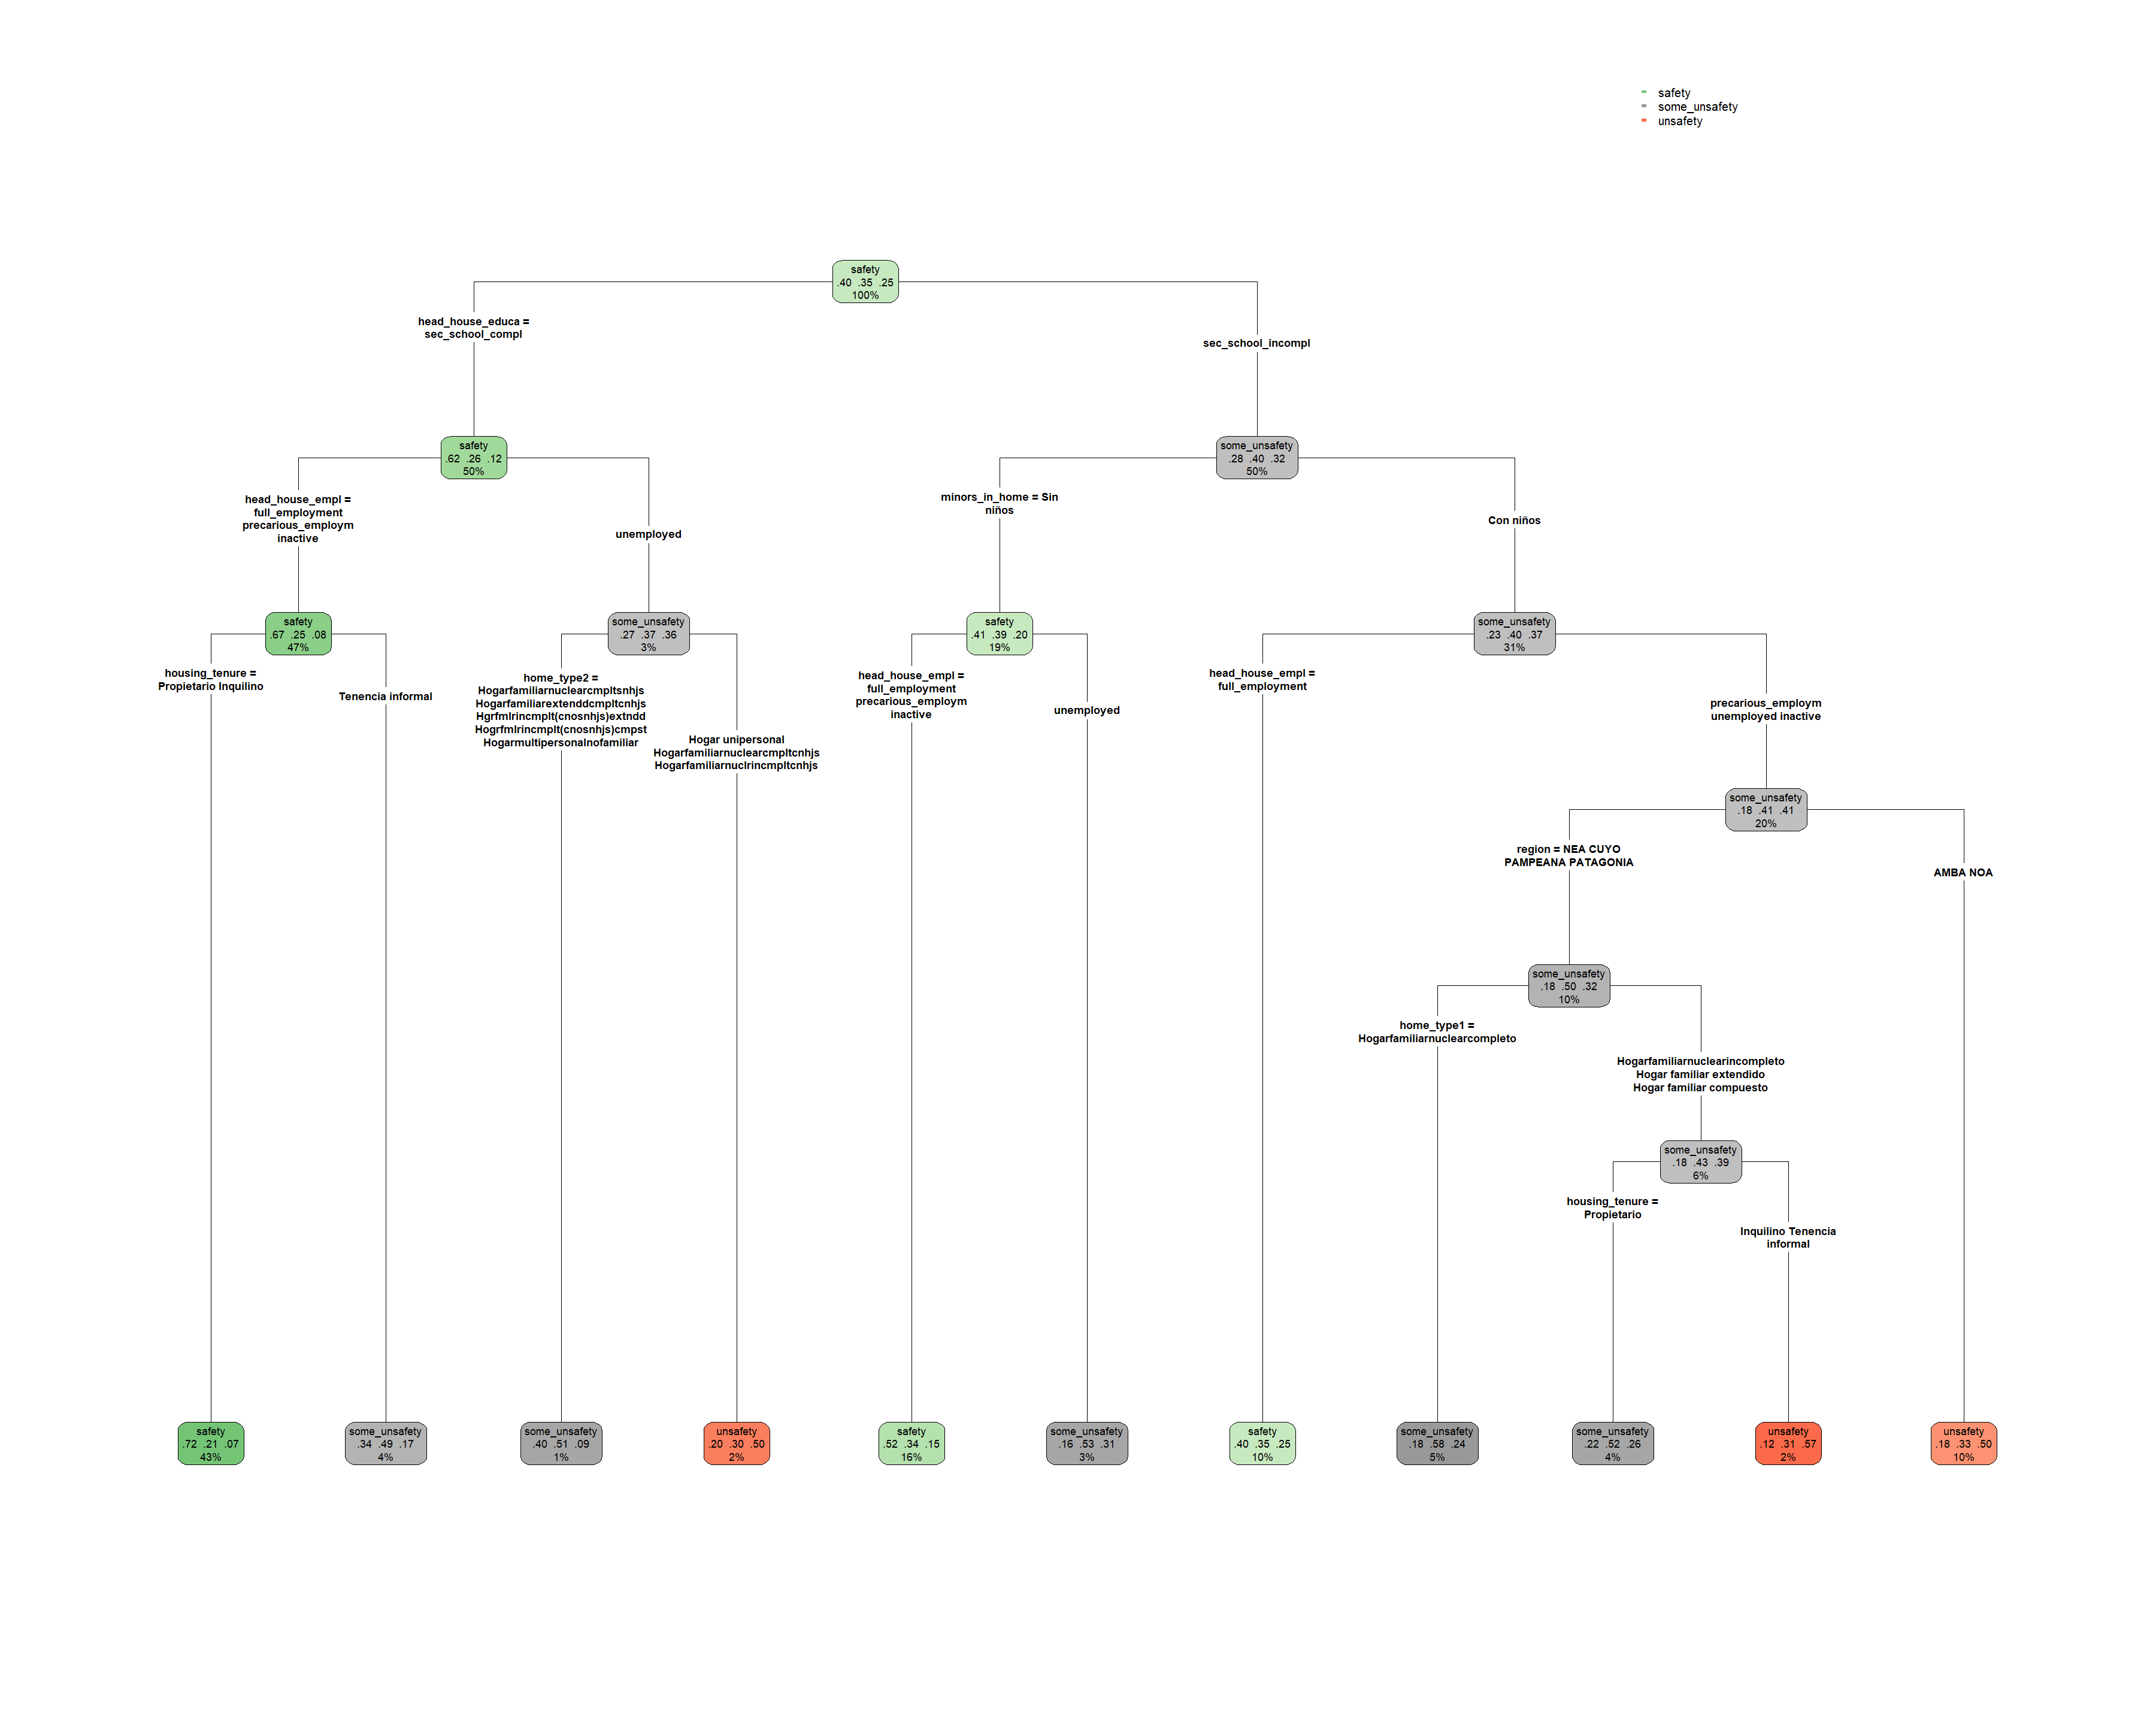 safety
some_unsafety
unsafety
safety
.40 .35 .25
100%
head_house_educa =
sec_school_compl
sec_school_incompl
safety
.62 .26 .12
50%
some_unsafety
.28 .40 .32
50%
head_house_empl =
full_employment
precarious_employm
inactive
unemployed
minors_in_home = Sin
niños
Con niños
safety
.67 .25 .08
47%
some_unsafety
.27 .37 .36
3%
safety
.41 .39 .20
19%
some_unsafety
.23 .40 .37
31%
housing_tenure =
Propietario Inquilino
Tenencia informal
home_type2 =
Hogarfamiliarnuclearcmpltsnhjs
Hogarfamiliarextenddcmpltcnhjs
Hgrfmlrincmplt(cnosnhjs)extndd
Hogrfmlrincmplt(cnosnhjs)cmpst
Hogarmultipersonalnofamiliar
Hogar unipersonal
Hogarfamiliarnuclearcmpltcnhjs
Hogarfamiliarnuclrincmpltcnhjs
head_house_empl =
full_employment
precarious_employm
inactive
unemployed
head_house_empl =
full_employment
precarious_employm
unemployed inactive
some_unsafety
.18 .41 .41
20%
region = NEA CUYO
PAMPEANA PATAGONIA
AMBA NOA
some_unsafety
.18 .50 .32
10%
home_type1 =
Hogarfamiliarnuclearcompleto
Hogarfamiliarnuclearincompleto
Hogar familiar extendido
Hogar familiar compuesto
some_unsafety
.18 .43 .39
6%
housing_tenure =
Propietario
Inquilino Tenencia
informal
safety
.72 .21 .07
43%
some_unsafety
.34 .49 .17
4%
some_unsafety
.40 .51 .09
1%
unsafety
.20 .30 .50
2%
safety
.52 .34 .15
16%
some_unsafety
.16 .53 .31
3%
safety
.40 .35 .25
10%
some_unsafety
.18 .58 .24
5%
some_unsafety
.22 .52 .26
4%
unsafety
.12 .31 .57
2%
unsafety
.18 .33 .50
10%